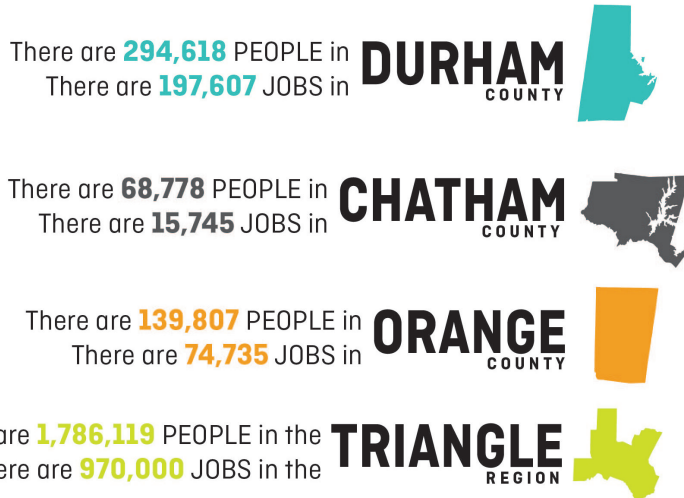 There are 294,618 PEOPLE in
There are 197,607 JOBS in
DURHAM
COUNTY
There are 68,778 PEOPLE in
There are 15,745 JOBS in
CHATHAM
COUNTY
There are 139,807 PEOPLE in
There are 74,735 JOBS in
ORANGE
COUNTY
are 1,786,119 PEOPLE in the
ere are 970,000 JOBS in the
TRIANGLE
REGION